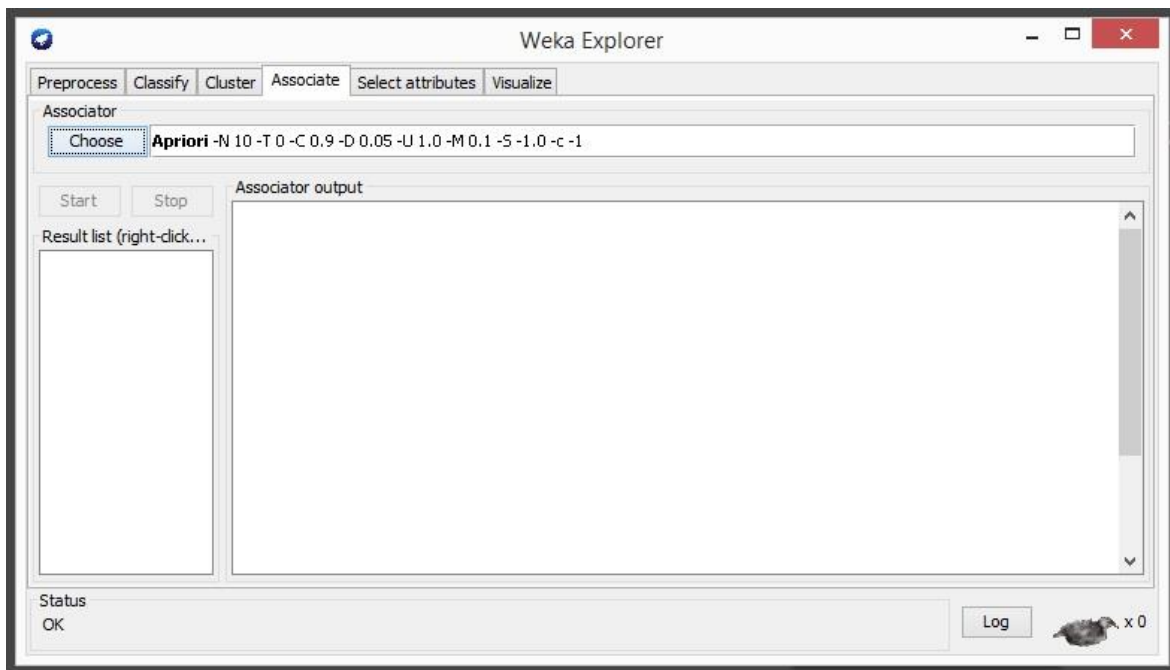 Weka Explorer
Preprocess Classify Cluster Associate Select attributes Visualize
Associator
Choose Apriori -N 10 -T 0 -C 0.9 -D 0.05 -U 1.0 -M 0.1 -S -1.0 -c -1
Start Stop
Associator output
Result list (right-click...
Status
OK
Log x 0